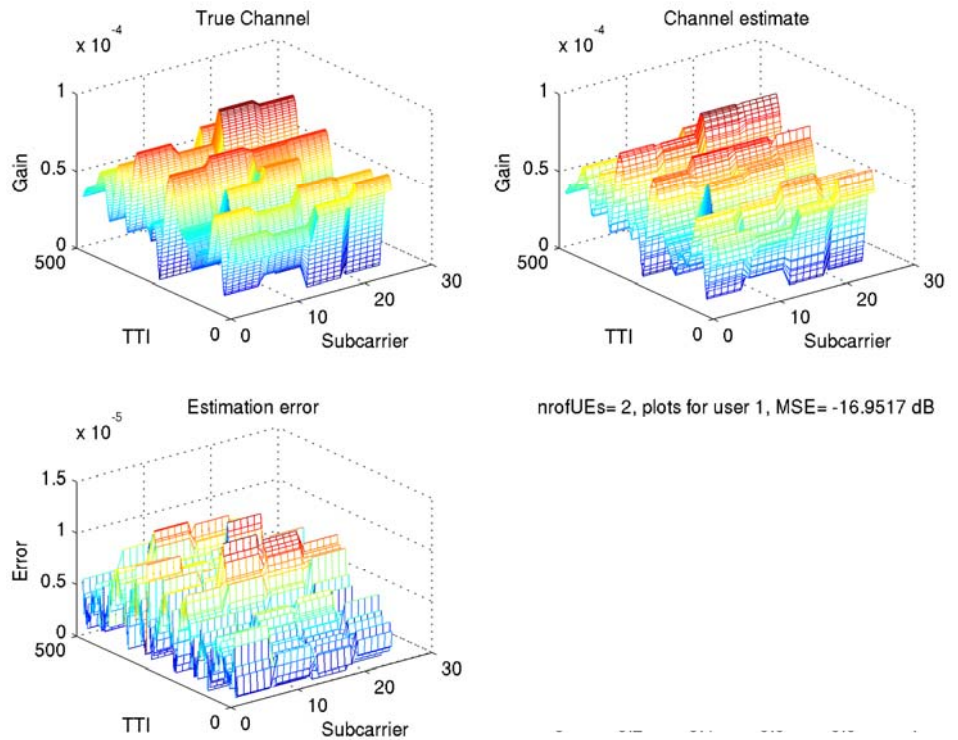 True Channel
x 10^-4
1
0.5
0
Gain
500
TTI
0
0
10
20
30
Subcarrier
Channel estimate
x 10^-4
1
0.5
0
Gain
500
TTI
0
0
10
20
30
Subcarrier
Estimation error
x 10^-5
1.5
1
0.5
0
Error
500
TTI
0
0
10
20
30
Subcarrier
nrofUEs= 2, plots for user 1, MSE= -16.9517 dB